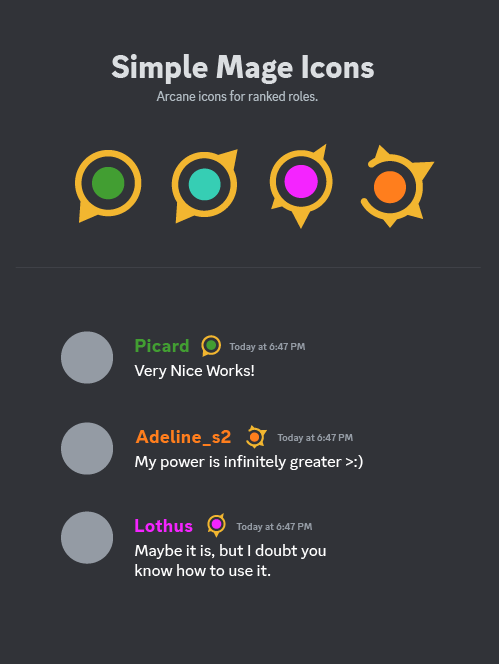 Simple Mage Icons
Arcane icons for ranked roles.
Picard Today at 6:47 PM
Very Nice Works!
Adeline_s2 Today at 6:47 PM
My power is infinitely greater >:)
Lothus Today at 6:47 PM
Maybe it is, but I doubt you
know how to use it.